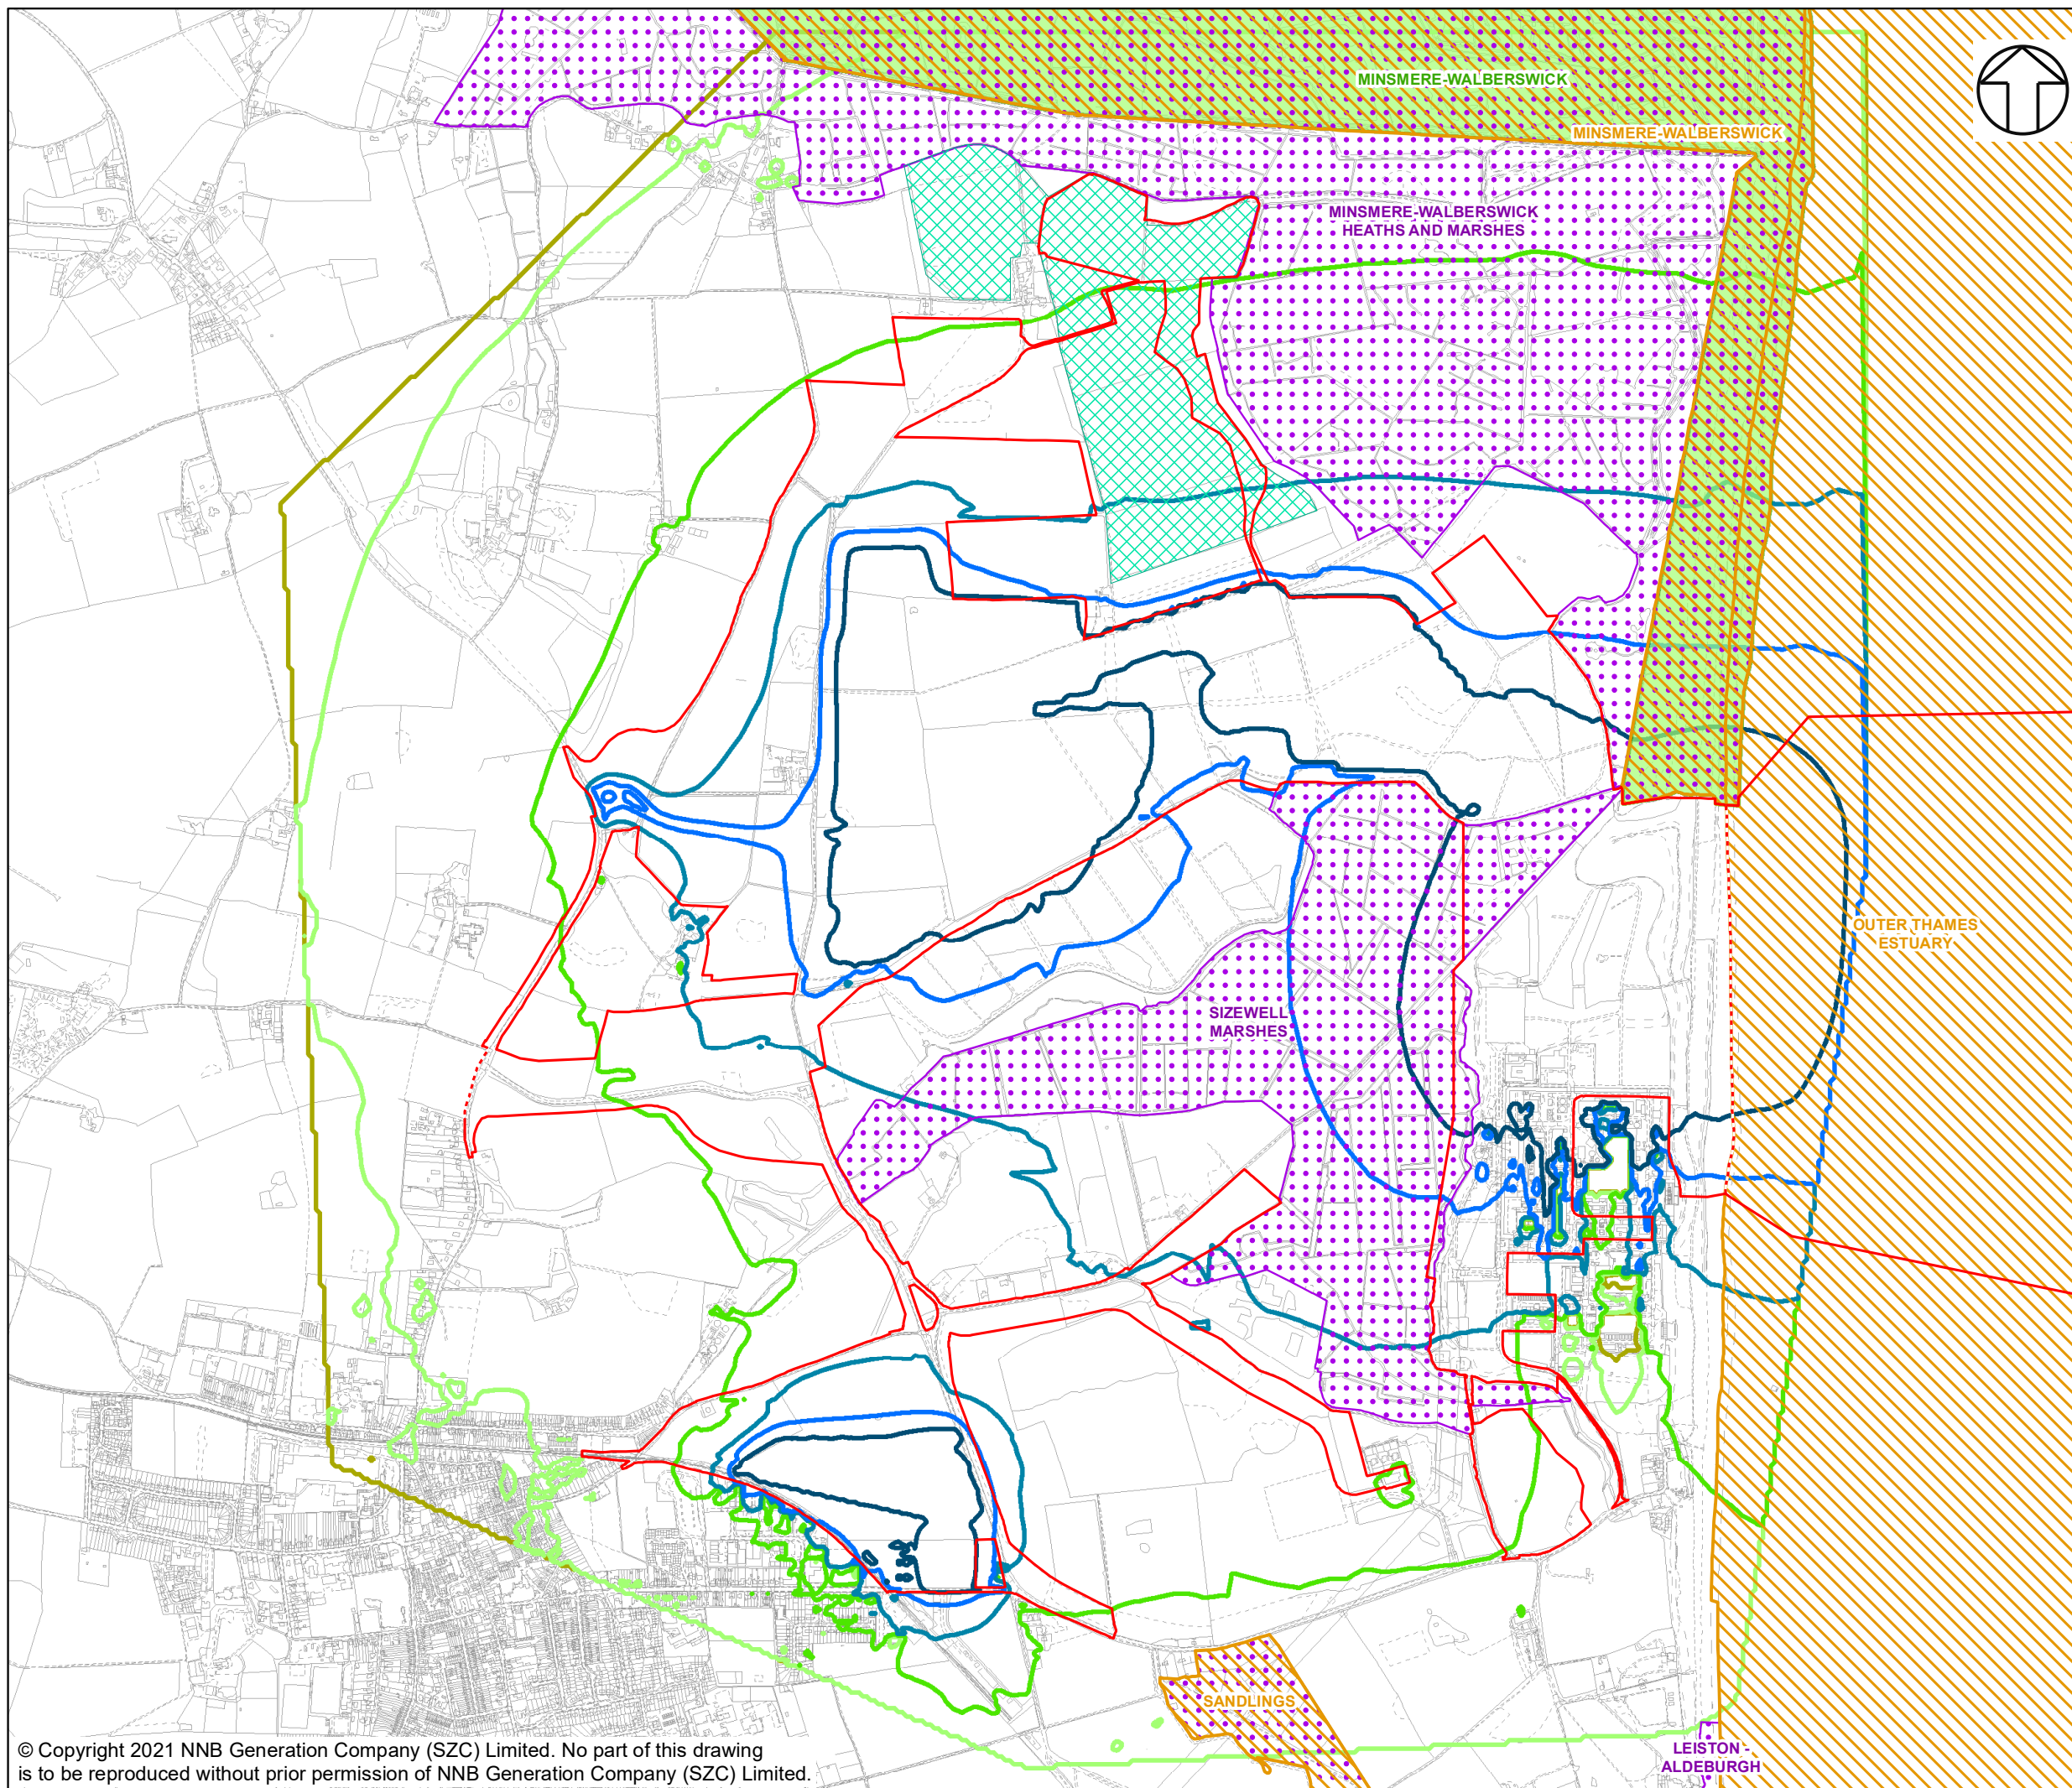 MINSMERE-WALBERSWICK
MINSMERE-WALBERSWICK
MINSMERE-WALBERSWICK
HEATHS AND MARSHES
OUTER THAMES
ESTUARY
SIZEWELL
MARSHES
SANDLINGS
LEISTON -
ALDEBURGH
© Copyright 2021 NNB Generation Company (SZC) Limited. No part of this drawing
is to be reproduced without prior permission of NNB Generation Company (SZC) Limited.